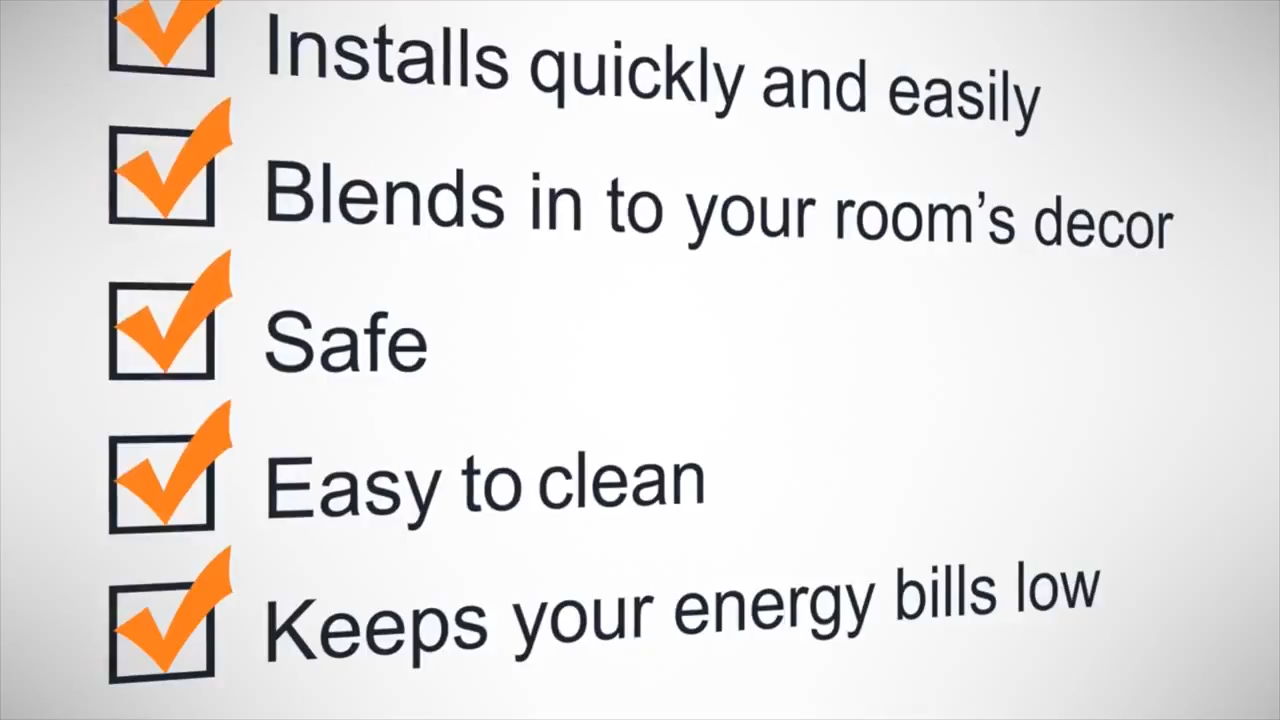 Installs quickly and easily
Blends in to your room’s decor
Safe
Easy to clean
Keeps your energy bills low